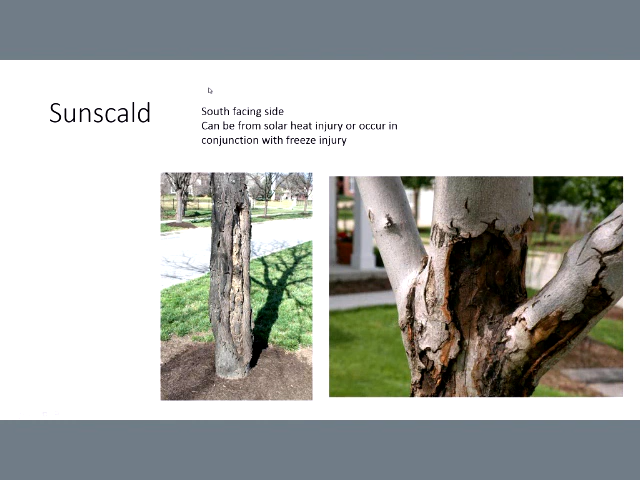 Sunscald
South facing side
Can be from solar heat injury or occur in
conjunction with freeze injury